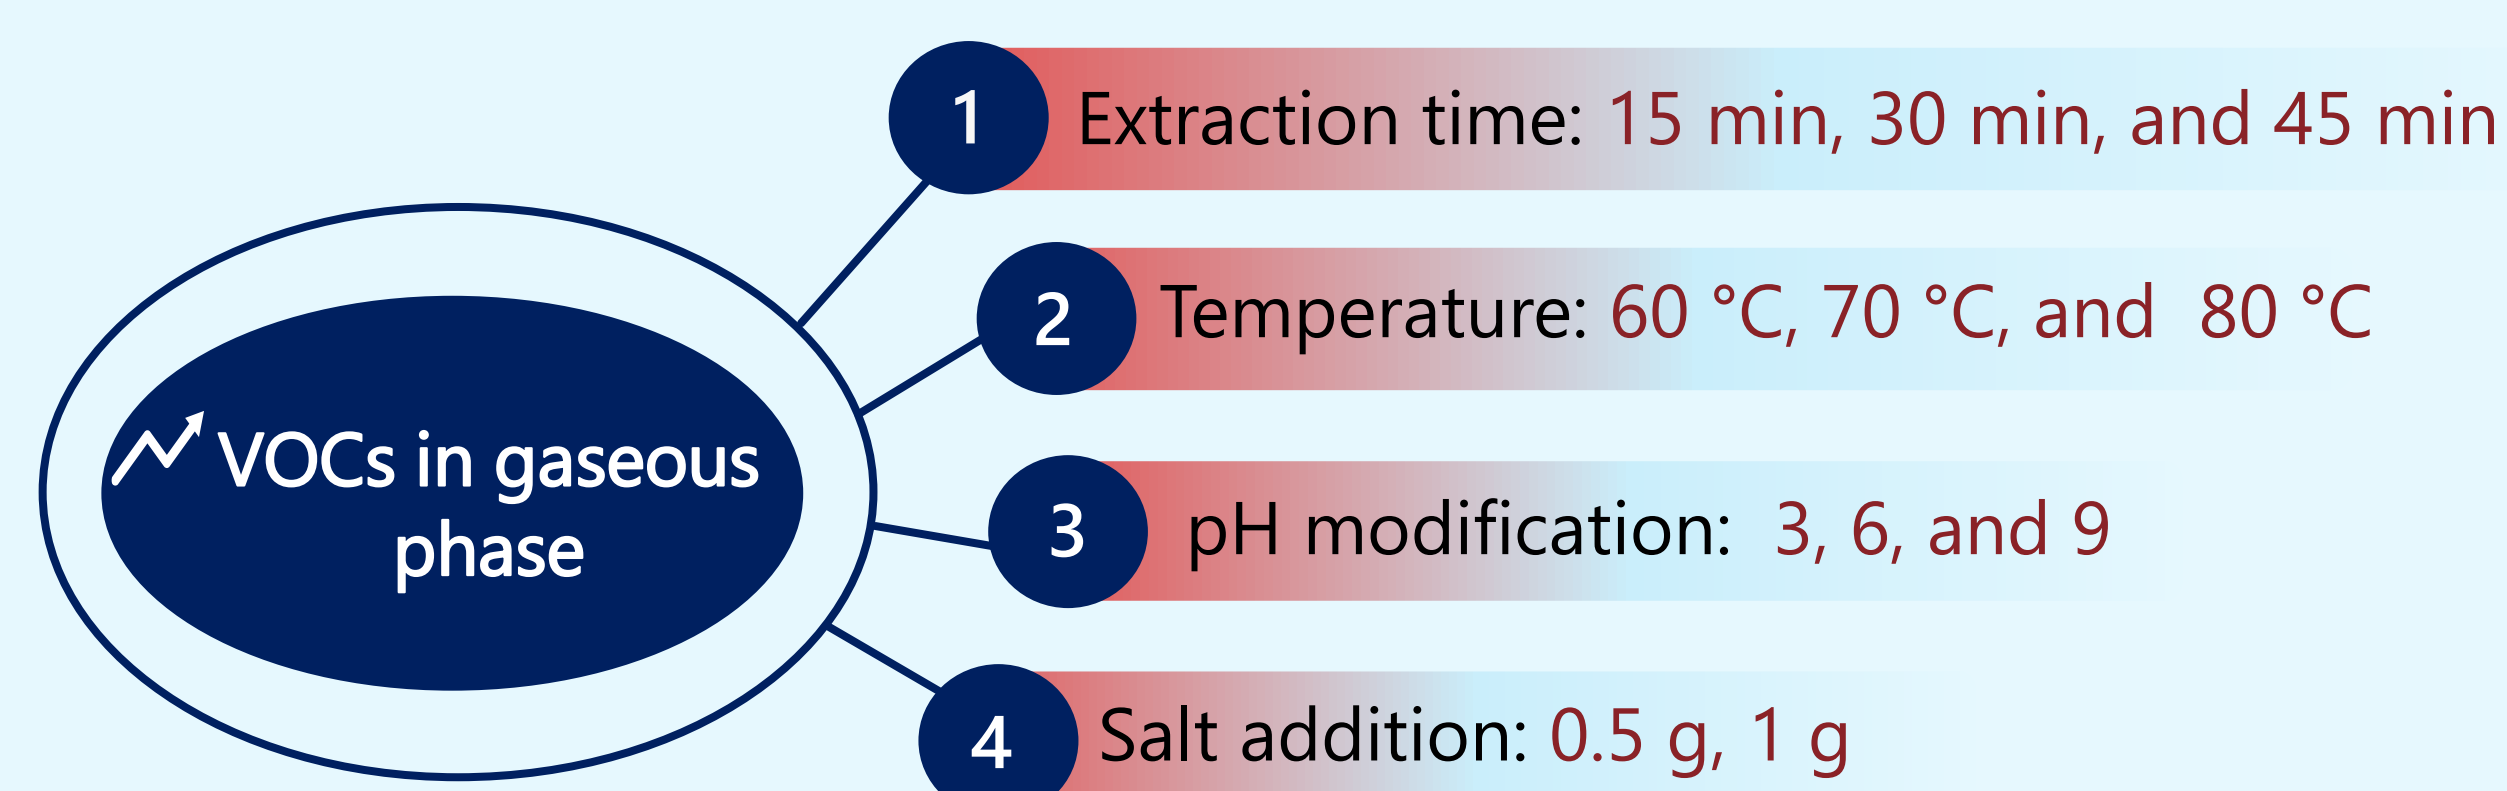 1 Extraction time: 15 min, 30 min, and 45 min
2 Temperature: 60 °C, 70 °C, and 80 °C
VOCs in gaseous
phase
3 pH modification: 3, 6, and 9
4 Salt addition: 0.5 g, 1 g